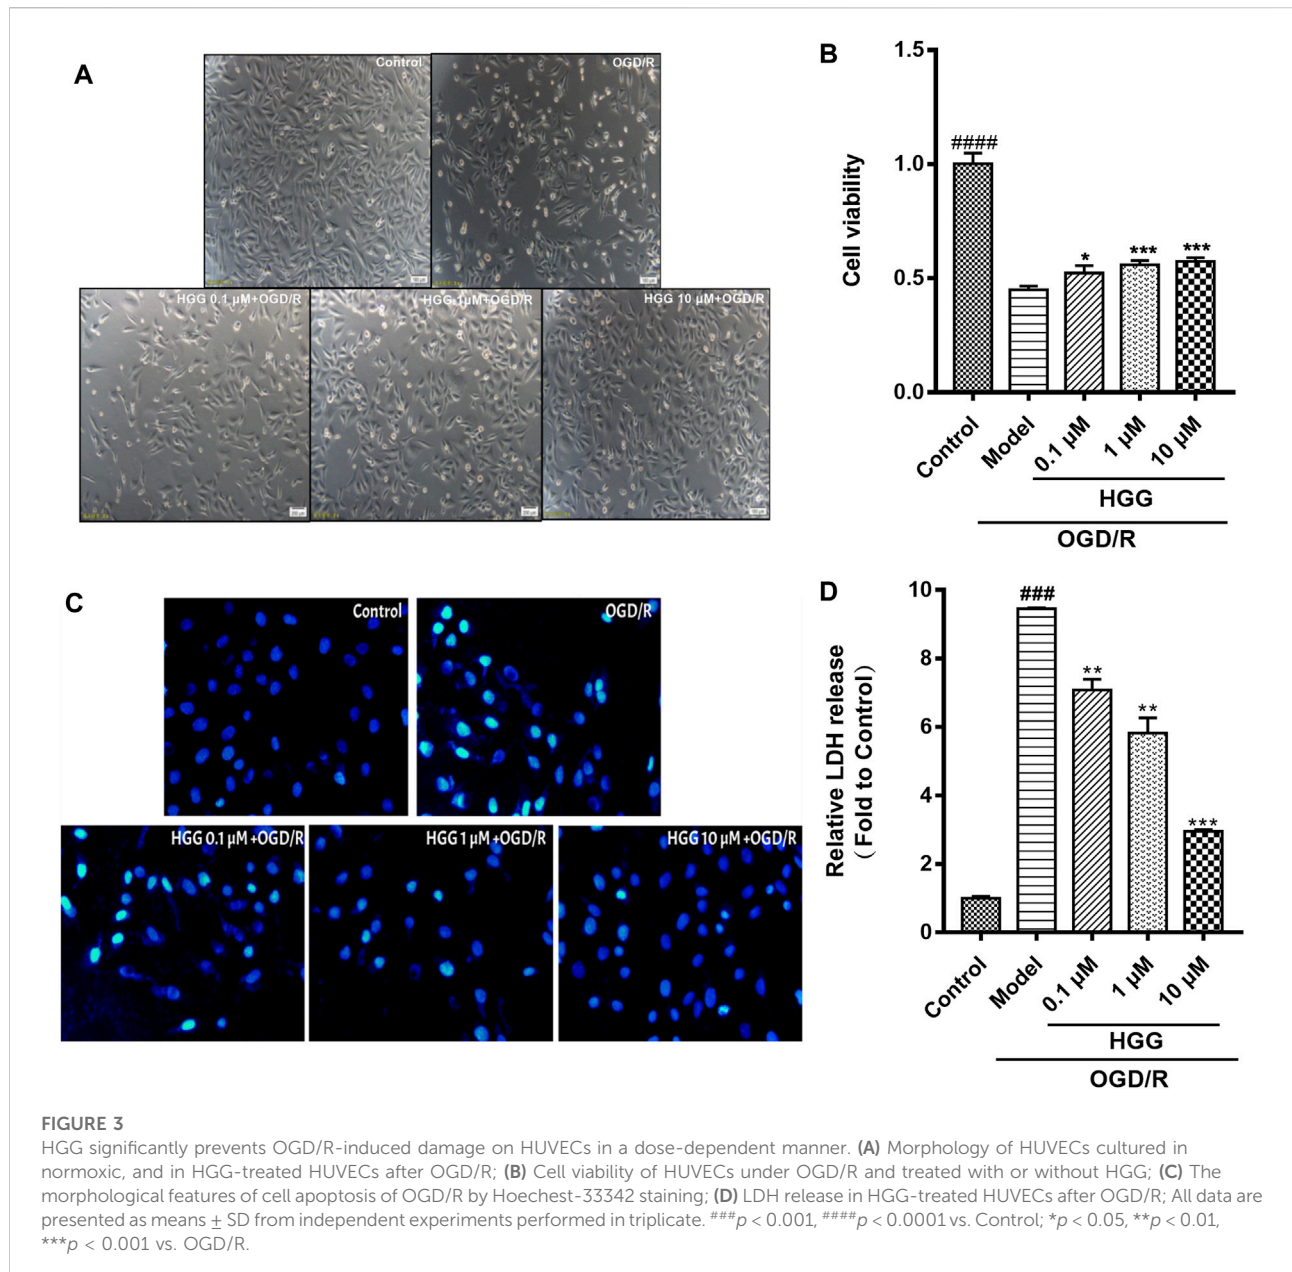 A
Control
OGD/R
HGG 0.1 µM+OGD/R
HGG 1µM+OGD/R
HGG 10 µM+OGD/R
B
Cell viability
1.5
1.0
0.5
0.0
####
*
***
***
Control
Model
0.1 µM
1 µM
10 µM
HGG
OGD/R
C
Control
OGD/R
HGG 0.1 µM +OGD/R
HGG 1 µM +OGD/R
HGG 10 µM +OGD/R
D
Relative LDH release
(Fold to Control)
10
8
6
4
2
0
###
**
**
***
Control
Model
0.1 µM
1 µM
10 µM
HGG
OGD/R
FIGURE 3
HGG significantly prevents OGD/R-induced damage on HUVECs in a dose-dependent manner. (A) Morphology of HUVECs cultured in
normoxic, and in HGG-treated HUVECs after OGD/R; (B) Cell viability of HUVECs under OGD/R and treated with or without HGG; (C) The
morphological features of cell apoptosis of OGD/R by Hoechest-33342 staining; (D) LDH release in HGG-treated HUVECs after OGD/R; All data are
presented as means ± SD from independent experiments performed in triplicate. ###p < 0.001, ####p < 0.0001 vs. Control; *p < 0.05, **p < 0.01,
***p < 0.001 vs. OGD/R.